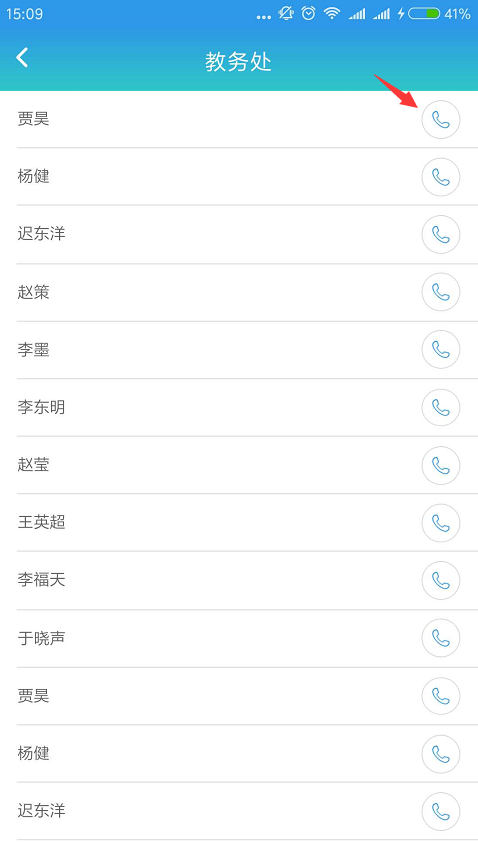 15:09
41%
教务处
贾昊
杨健
迟东洋
赵策
李墨
李东明
赵莹
王英超
李福天
于晓声
贾昊
杨健
迟东洋